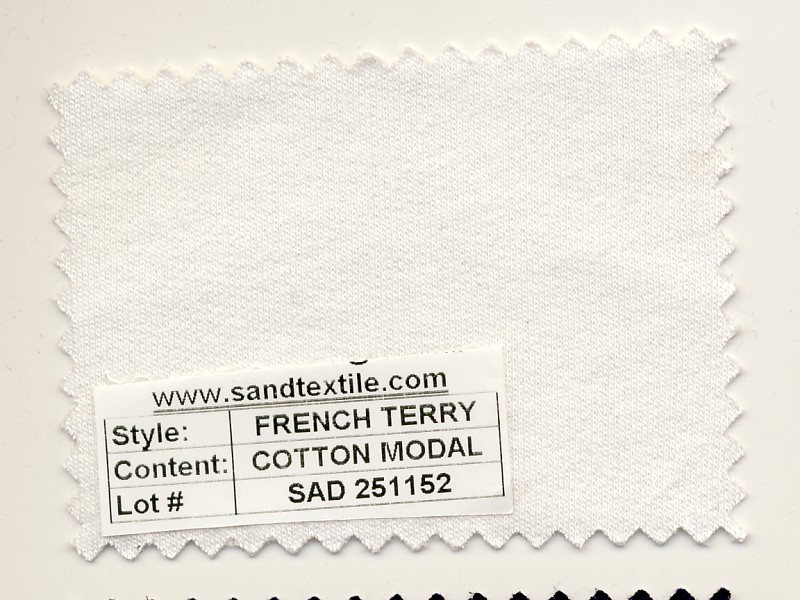 www.sandtextile.com
Style: FRENCH TERRY
Content: COTTON MODAL
Lot # SAD 251152